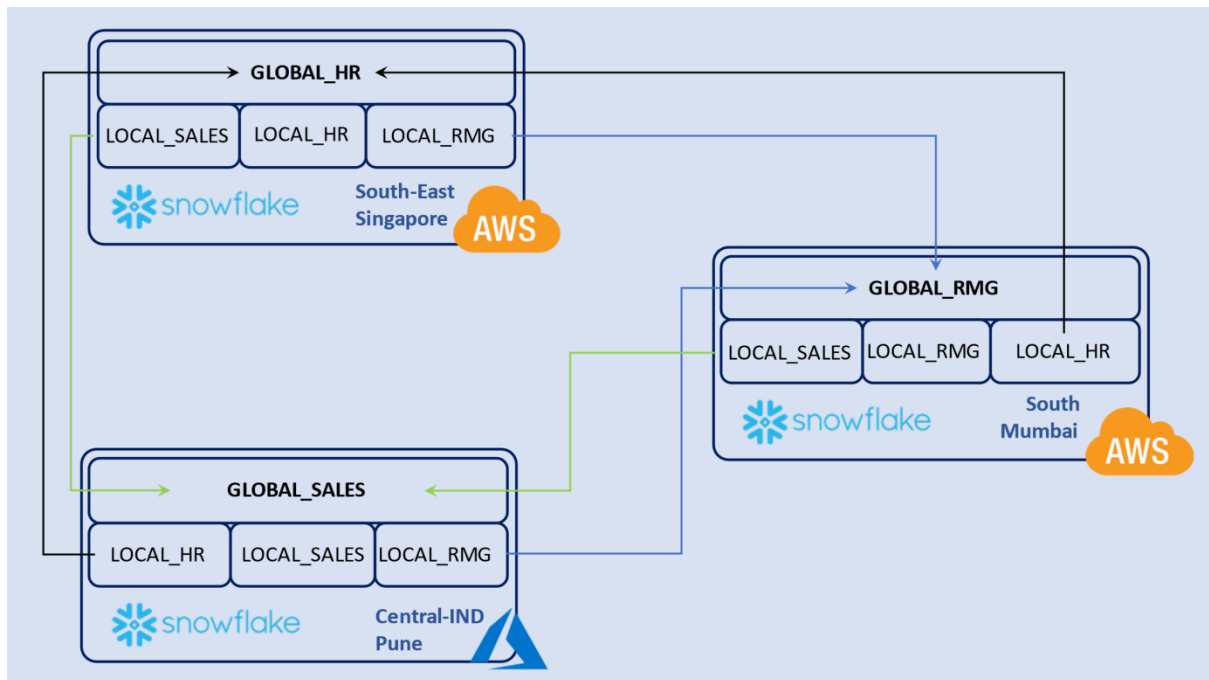 GLOBAL_HR
LOCAL_SALES
LOCAL_HR
LOCAL_RMG
snowflake
South-East
Singapore
AWS
GLOBAL_RMG
LOCAL_SALES
LOCAL_RMG
LOCAL_HR
snowflake
South
Mumbai
AWS
GLOBAL_SALES
LOCAL_HR
LOCAL_SALES
LOCAL_RMG
snowflake
Central-IND
Pune